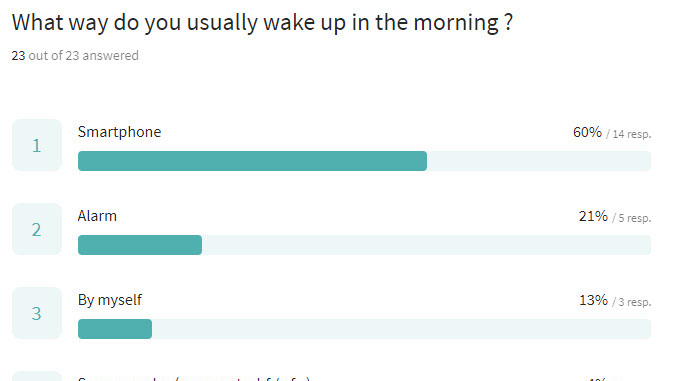 What way do you usually wake up in the morning ?
23 out of 23 answered
1
Smartphone
60% / 14 resp.
2
Alarm
21% / 5 resp.
3
By myself
13% / 3 resp.